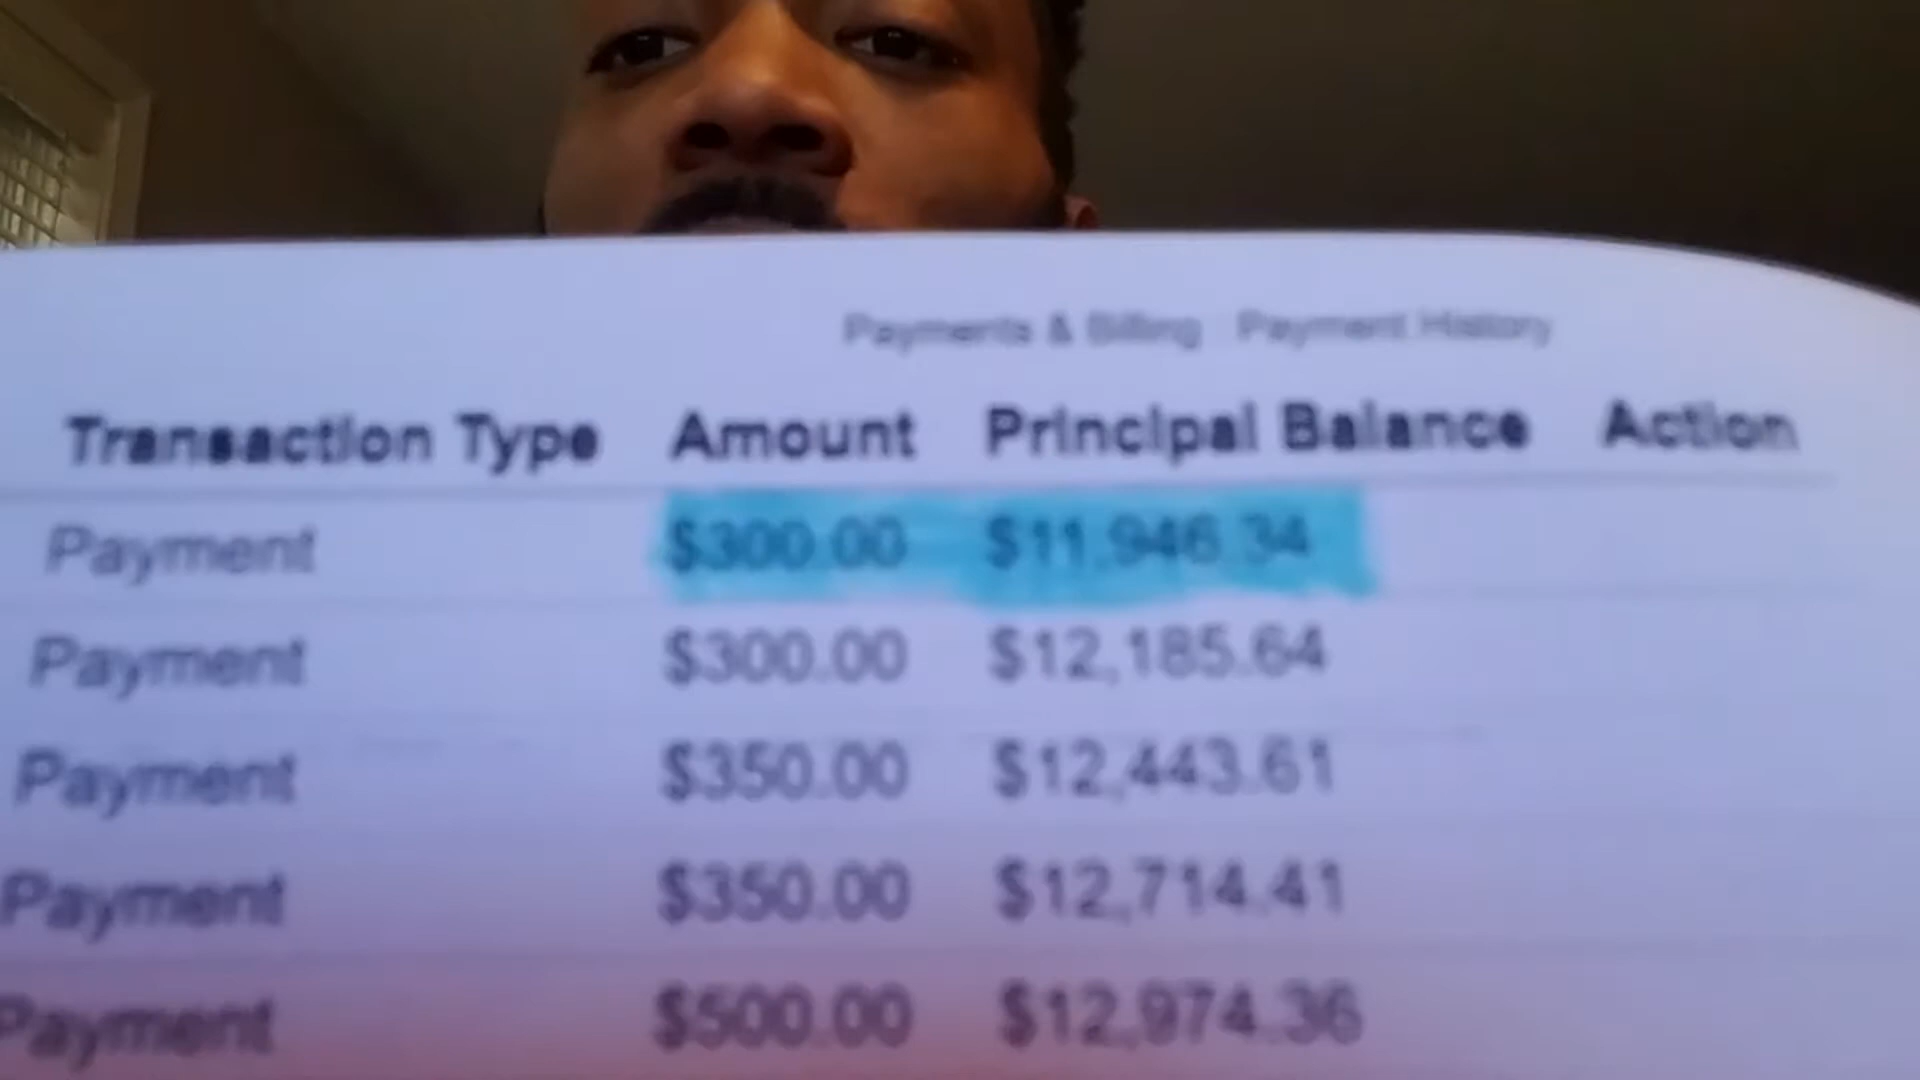 Payments & Billing Payment History
Transaction Type Amount Principal Balance Action
Payment $300.00 $11,946.34
Payment $300.00 $12,185.64
Payment $350.00 $12,443.61
Payment $350.00 $12,714.41
Payment $500.00 $12,974.36